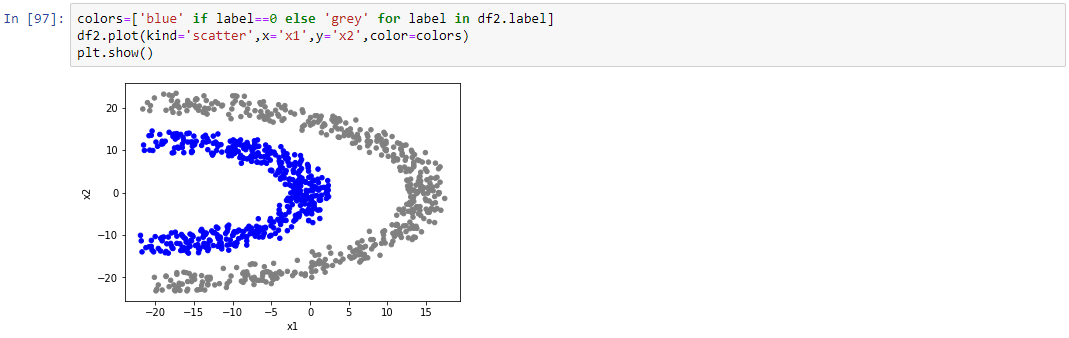 In [97]: colors=['blue' if label==0 else 'grey' for label in df2.label]
df2.plot(kind='scatter',x='x1',y='x2',color=colors)
plt.show()
20
10
0
−10
−20
x2
−20 −15 −10 −5 0 5 10 15
x1